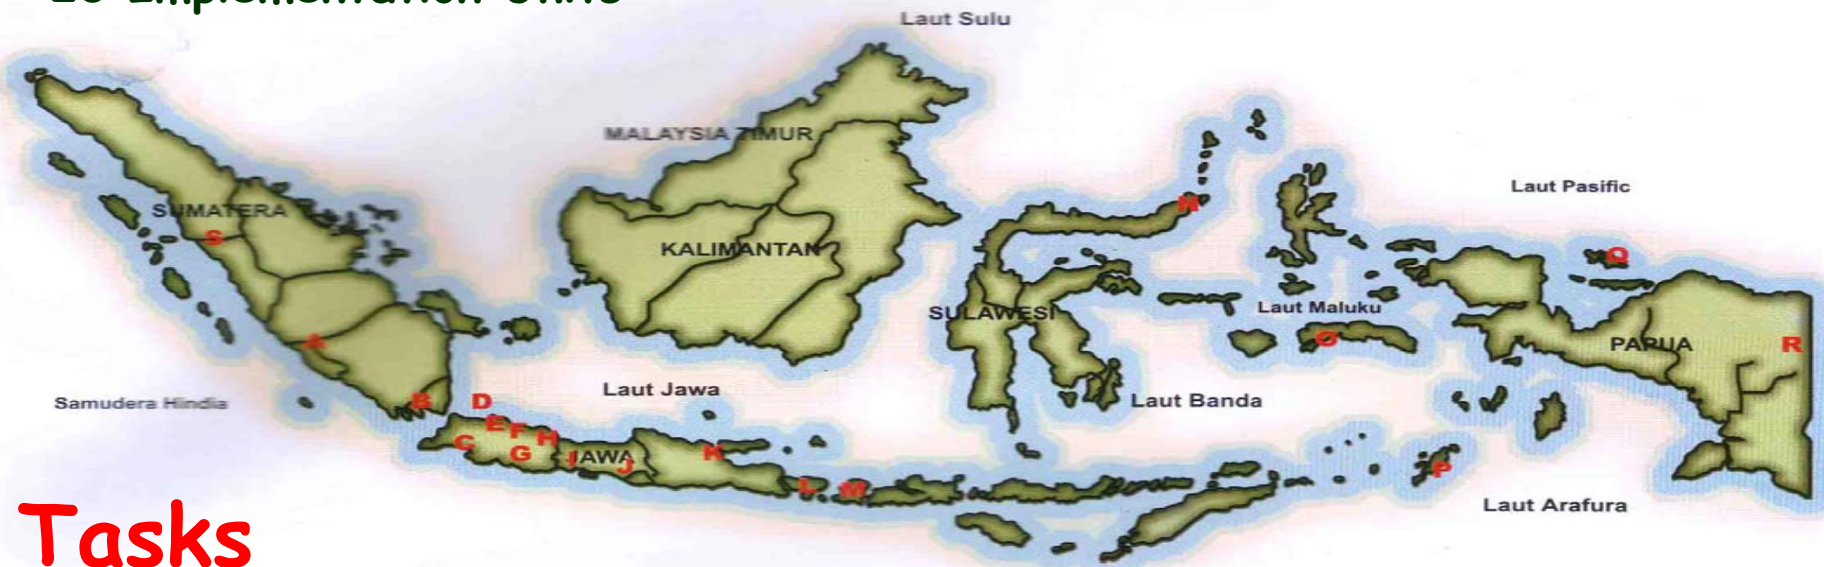 Laut Sulu
MALAYSIA TIMUR
Laut Pasific
N
SUMATERA
S
KALIMANTAN
Q
SULAWESI
Laut Maluku
O
PAPUA
R
A
Samudera Hindia
B
D
Laut Jawa
Laut Banda
E
F
H
C
G
I
JAWA
J
K
P
L
M
Laut Arafura
Tasks